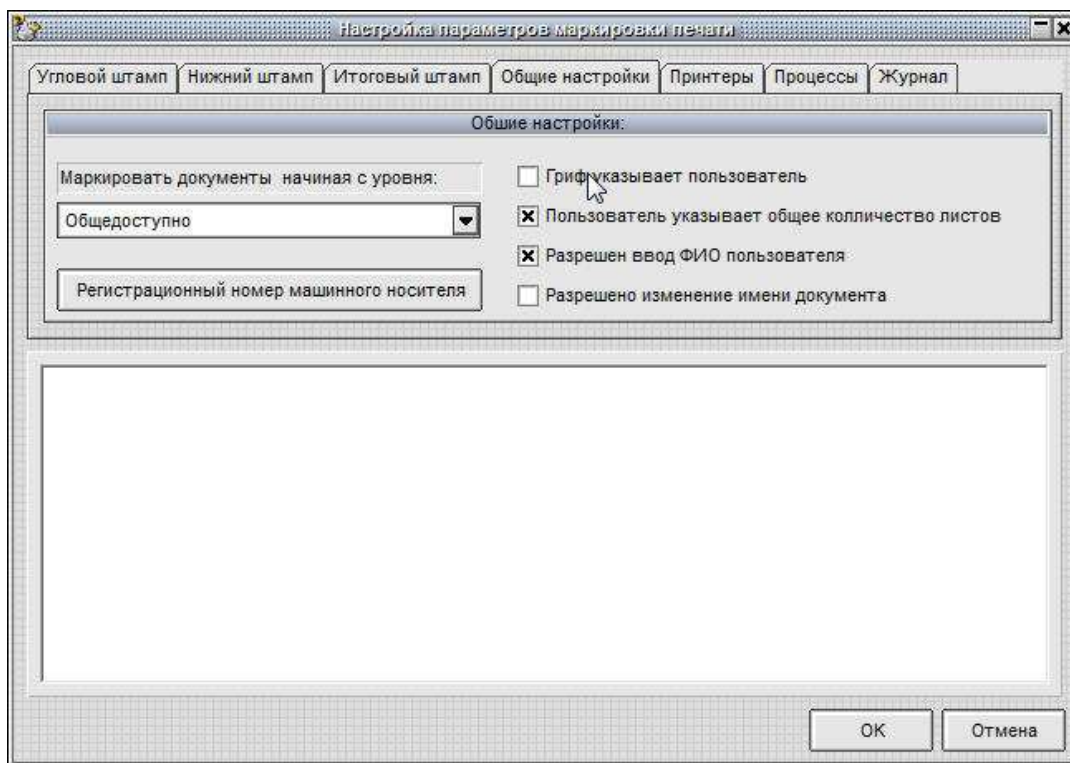 Настройка параметров маркировки печати
Угловой штамп Нижний штамп Итоговый штамп Общие настройки Принтеры Процессы Журнал
Обшие настройки:
Маркировать документы начиная с уровня:
Общедоступно
Регистрационный номер машинного носителя
Гриф указывает пользователь
Пользователь указывает общее колличество листов
Разрешен ввод ФИО пользователя
Разрешено изменение имени документа
OK Отмена